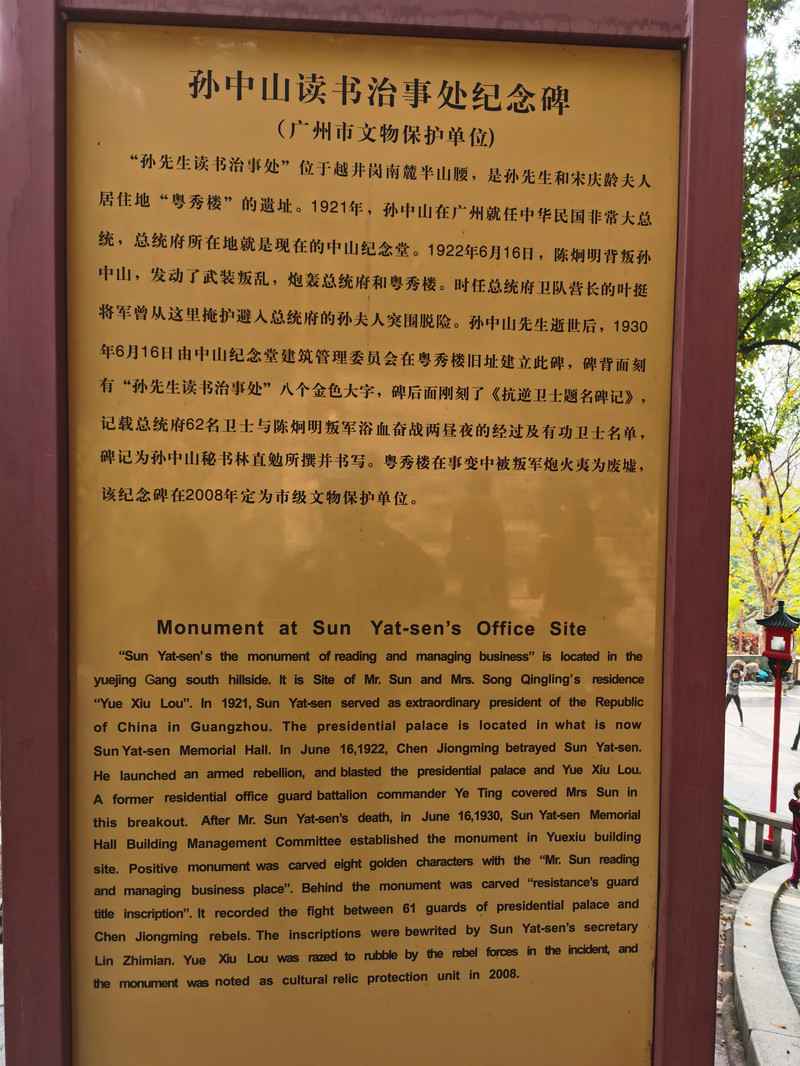 孙中山读书治事处纪念碑
（广州市文物保护单位）
“孙先生读书治事处”位于越井岗南麓半山腰，是孙先生和宋庆龄夫人
居住地“粤秀楼”的遗址。1921年，孙中山在广州就任中华民国非常大总
统，总统府所在地就是现在的中山纪念堂。1922年6月16日，陈炯明背叛孙
中山，发动了武装叛乱，炮轰总统府和粤秀楼。时任总统府卫队营长的叶挺
将军曾从这里掩护避入总统府的孙夫人突围脱险。孙中山先生逝世后，1930
年6月16日由中山纪念堂建筑管理委员会在粤秀楼旧址建立此碑，碑背面刻
有“孙先生读书治事处”八个金色大字，碑后面刚刻了《抗逆卫士题名碑记》，
记载总统府62名卫士与陈炯明叛军浴血奋战两昼夜的经过及有功卫士名单，
碑记为孙中山秘书林直勉所撰并书写。粤秀楼在事变中被叛军炮火夷为废墟，
该纪念碑在2008年定为市级文物保护单位。
Monument at Sun Yat-sen's Office Site
“Sun Yat-sen's the monument of reading and managing business” is located in the
yuejing Gang south hillside. It is Site of Mr. Sun and Mrs. Song Qingling's residence
“Yue Xiu Lou”. In 1921, Sun Yat-sen served as extraordinary president of the Republic
of China in Guangzhou. The presidential palace is located in what is now
Sun Yat-sen Memorial Hall. In June 16,1922, Chen Jiongming betrayed Sun Yat-sen.
He launched an armed rebellion, and blasted the presidential palace and Yue Xiu Lou.
A former residential office guard battalion commander Ye Ting covered Mrs Sun in
this breakout. After Mr. Sun Yat-sen's death, in June 16,1930, Sun Yat-sen Memorial
Hall Building Management Committee established the monument in Yuexiu building
site. Positive monument was carved eight golden characters with the “Mr. Sun reading
and managing business place”. Behind the monument was carved “resistance's guard
title inscription”. It recorded the fight between 61 guards of presidential palace and
Chen Jiongming rebels. The inscriptions were bewrited by Sun Yat-sen's secretary
Lin Zhimian. Yue Xiu Lou was razed to rubble by the rebel forces in the incident, and
the monument was noted as cultural relic protection unit in 2008.